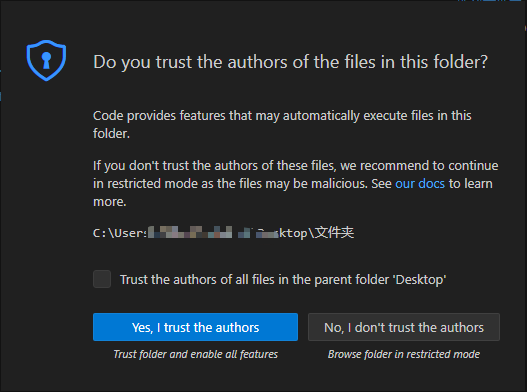 Do you trust the authors of the files in this folder?
Code provides features that may automatically execute files in this
folder.
If you don't trust the authors of these files, we recommend to continue
in restricted mode as the files may be malicious. See our docs to learn
more.
C:\Users esktop\文件夹
Trust the authors of all files in the parent folder 'Desktop'
Yes, I trust the authors
No, I don't trust the authors
Trust folder and enable all features
Browse folder in restricted mode